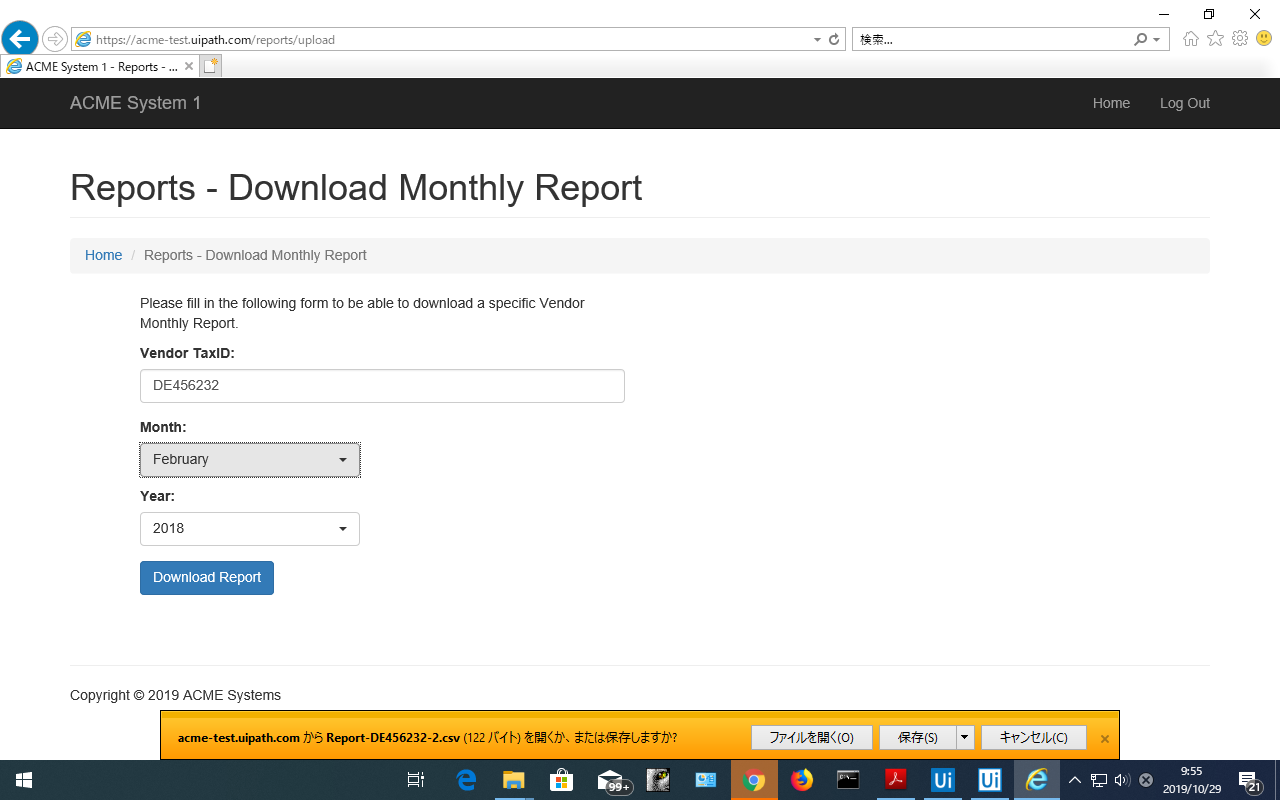 https://acme-test.uipath.com/reports/upload
検索...
ACME System 1 - Reports - ...
ACME System 1
Home
Log Out
Reports - Download Monthly Report
Home / Reports - Download Monthly Report
Please fill in the following form to be able to download a specific Vendor
Monthly Report.
Vendor TaxID:
DE456232
Month:
February
Year:
2018
Download Report
Copyright © 2019 ACME Systems
acme-test.uipath.com から Report-DE456232-2.csv (122 バイト) を開くか、または保存しますか?
ファイルを開く(O)
保存(S)
キャンセル(C)
99+
Ui
Ui
9:55
2019/10/29
21